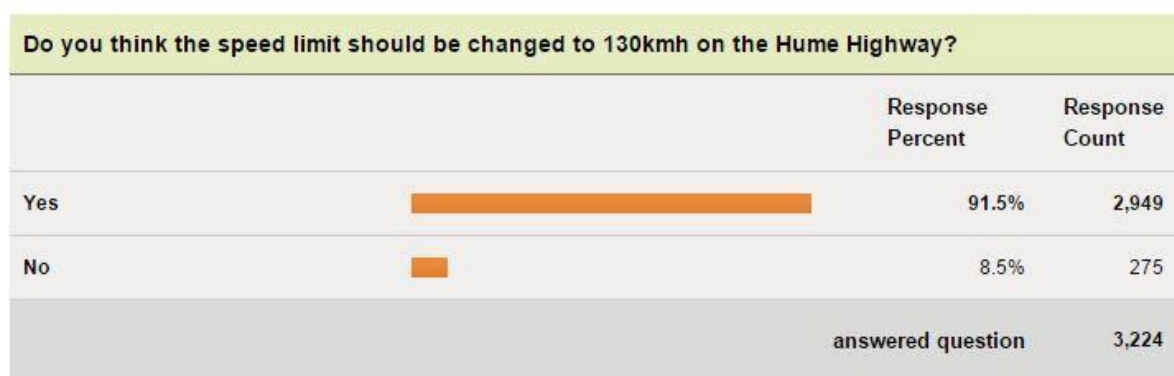 Do you think the speed limit should be changed to 130kmh on the Hume Highway?
Response Percent
Response Count
Yes 91.5% 2,949
No 8.5% 275
answered question 3,224